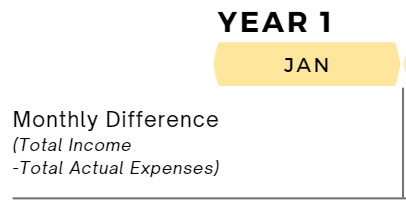 YEAR 1
JAN
Monthly Difference
(Total Income
-Total Actual Expenses)